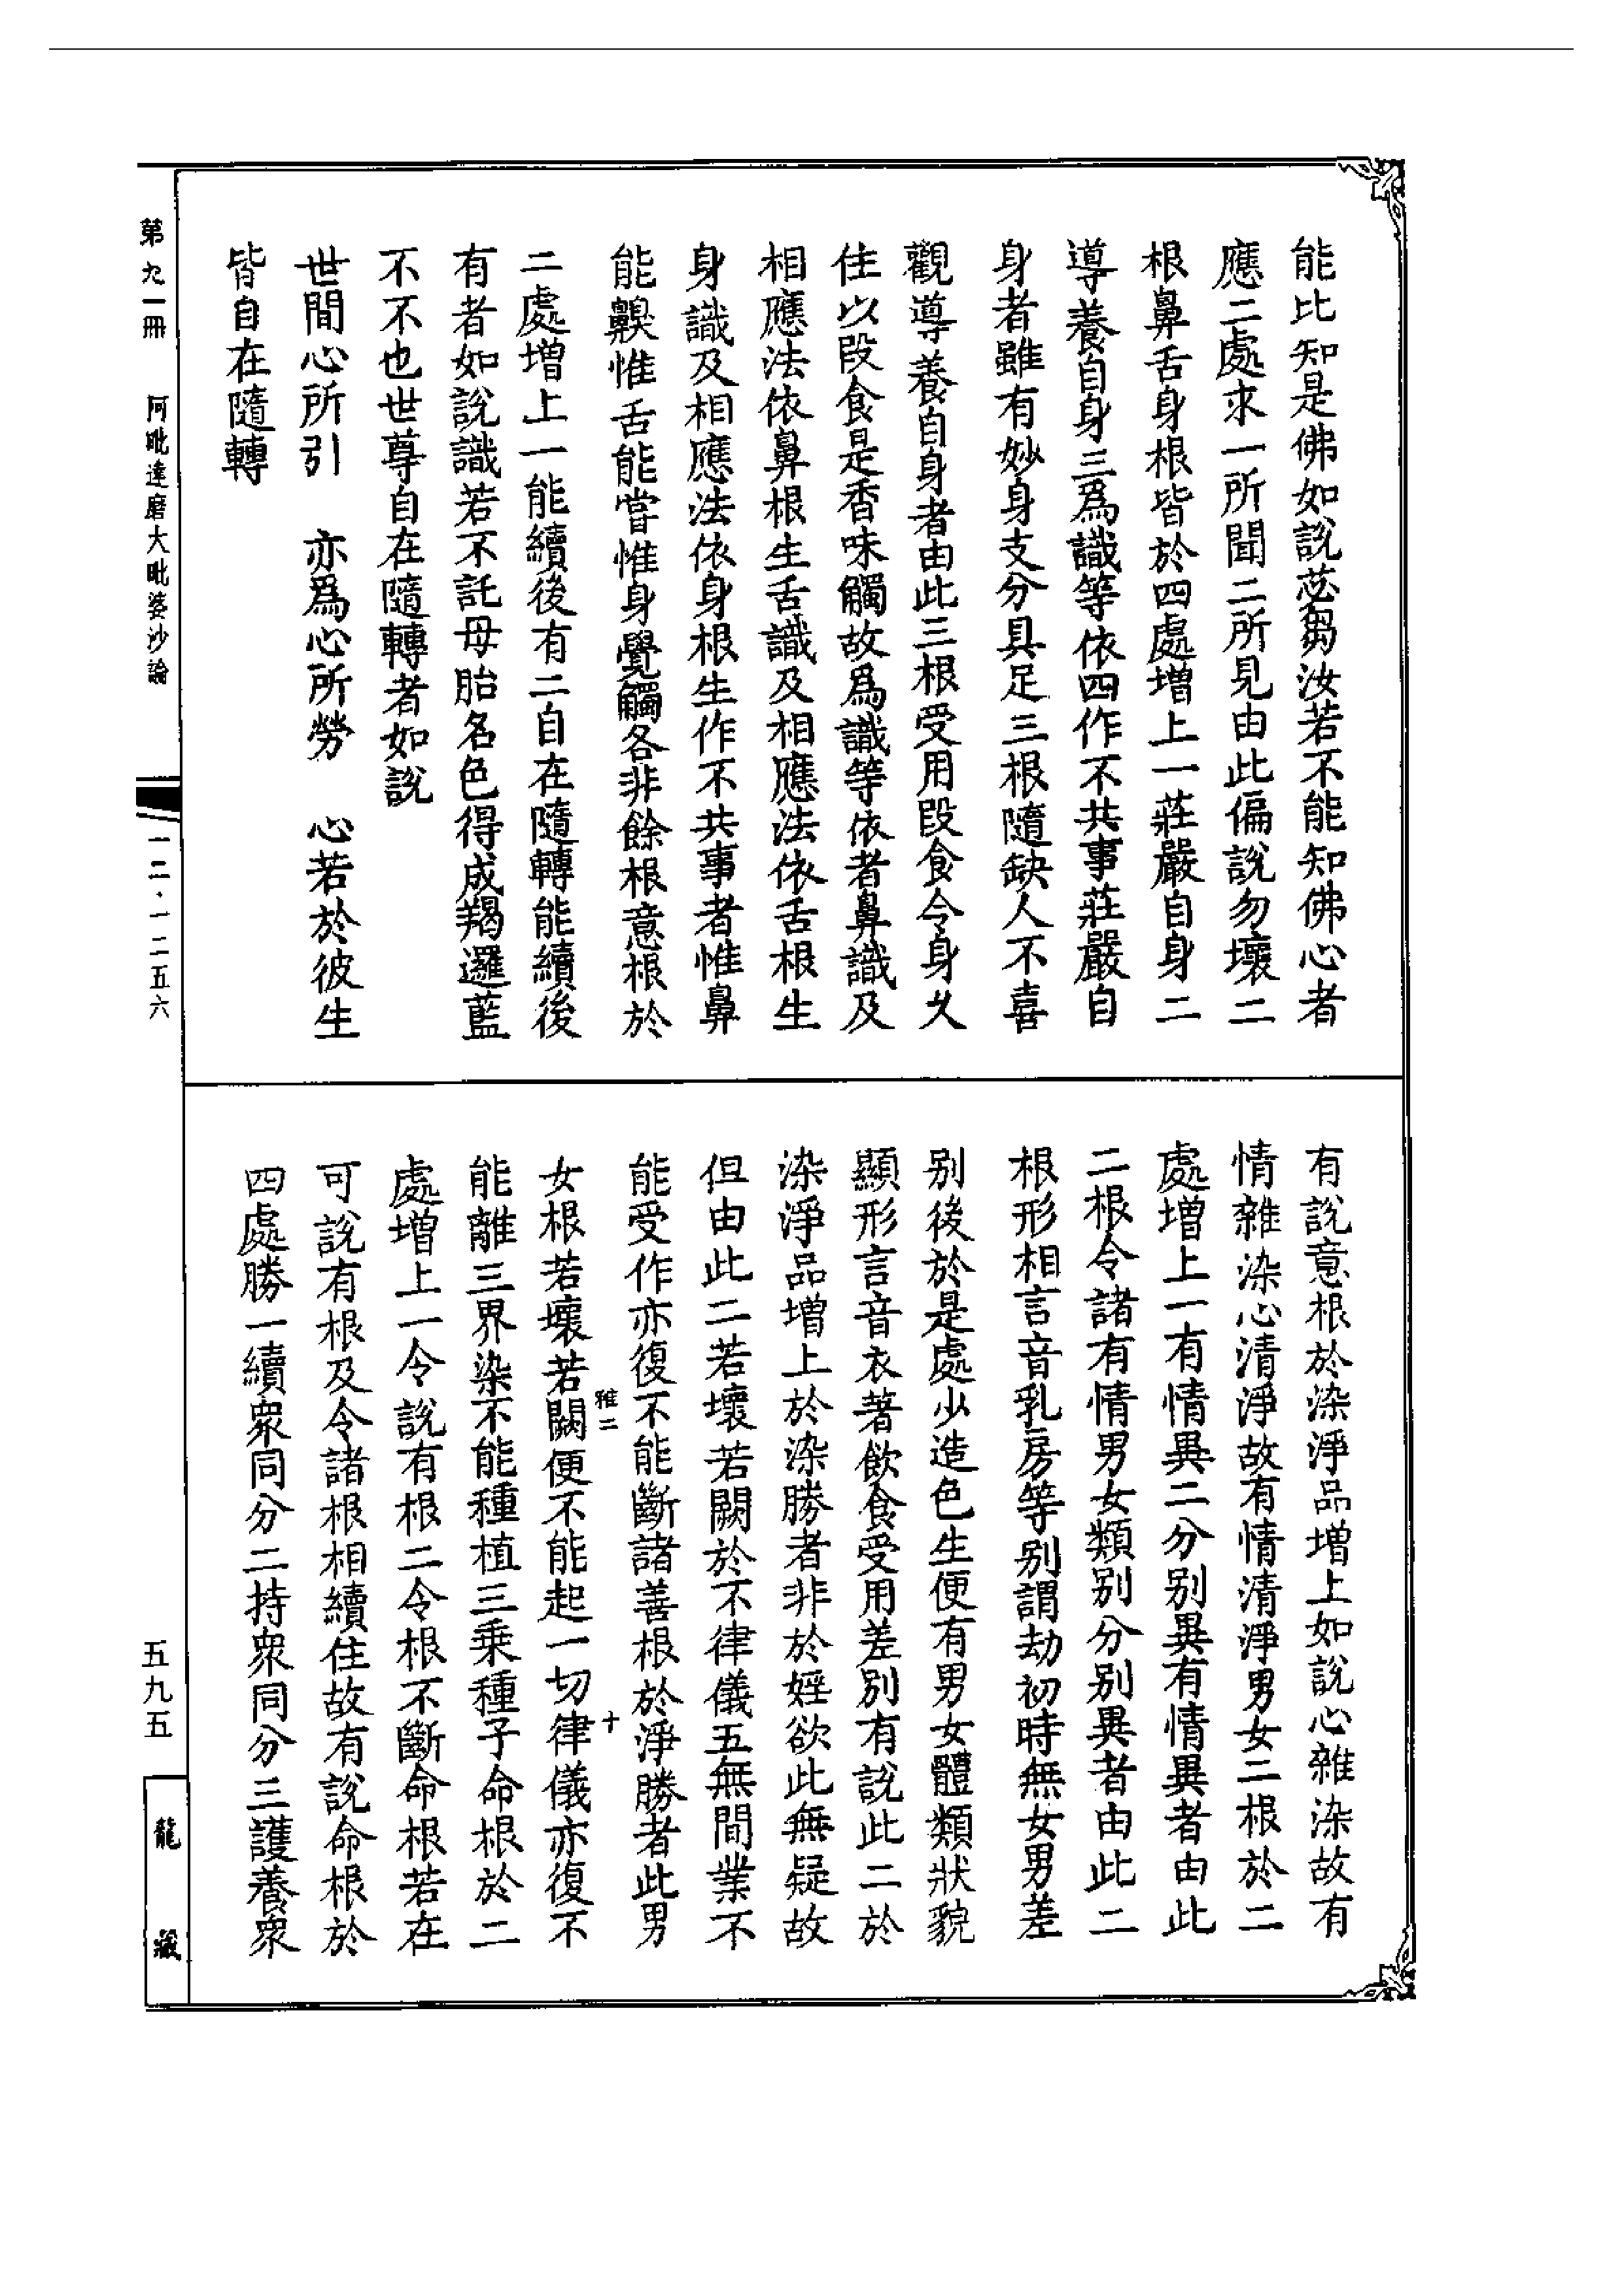 能比知是佛如說苾芻汝若不能知佛心者
應二處求一所聞二所見由此偏說勿壞二
根鼻舌身根皆於四處增上一莊嚴自身二
導養自身三爲識等依四作不共事莊嚴自
身者雖有妙身支分具足三根隨缺人不喜
觀導養自身者由此三根受用段食令身久
住以段食是香味觸故爲識等依者鼻識及
相應法依鼻根生舌識及相應法依舌根生
身識及相應法依身根生作不共事者惟鼻
能齅惟舌能嘗惟身覺觸各非餘根意根於
二處增上一能續後有二自在隨轉能續後
有者如說識若不託母胎名色得成羯邏藍
不不也世尊自在隨轉者如說
世間心所引　亦爲心所勞　心若於彼生
皆自在隨轉
有說意根於染淨品增上如說心雜染故有
情雜染心清淨故有情清淨男女二根於二
處增上一有情異二分別異有情異者由此
二根令諸有情男女類別分別異者由此二
根形相言音乳房等別謂劫初時無女男差
別後於是處少造色生便有男女體類狀貌
顯形言音衣著飲食受用差別有說此二於
染淨品增上於染勝者非於婬欲此無疑故
但由此二若壞若闕於不律儀五無間業不
能受作亦復不能斷諸善根於淨勝者此男
女根若壞若闕便不能起一切律儀亦復不
能離三界染不能種植三乘種子命根於二
處增上一令說有根二令根不斷命根若在
可說有根及令諸根相續住故有說命根於
四處勝一續眾同分二持眾同分三護養眾
雅二
十
第九一冊　阿毗達磨大毗婆沙論
一二・一二五六
五九五
龍藏